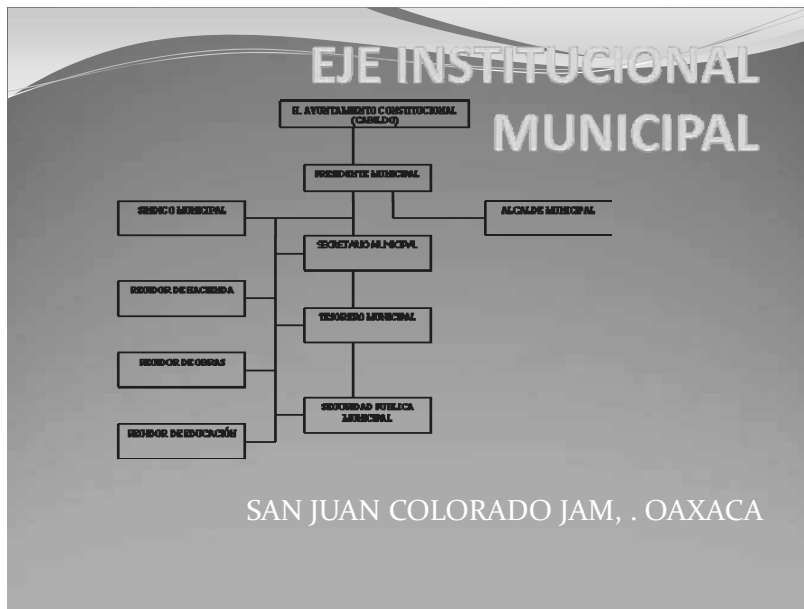 EJE INSTITUCIONAL
MUNICIPAL
EL AYUNTAMIENTO CONSTITUCIONAL
(CABILDO)
PRESIDENTE MUNICIPAL
SINDICO MUNICIPAL
ALCALDE MUNICIPAL
SECRETARIO MUNICIPAL
REGIDOR DE HACIENDA
TESORERO MUNICIPAL
REGIDOR DE OBRAS
SEGURIDAD PUBLICA
MUNICIPAL
REGIDOR DE EDUCACIÓN
SAN JUAN COLORADO JAM, . OAXACA